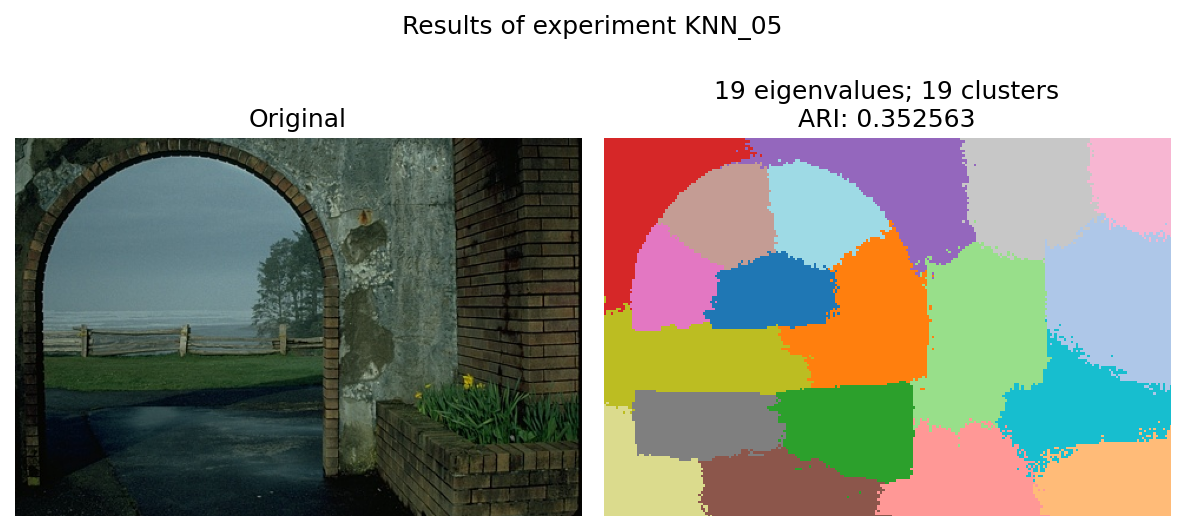 Results of experiment KNN_05
Original
19 eigenvalues; 19 clusters
ARI: 0.352563